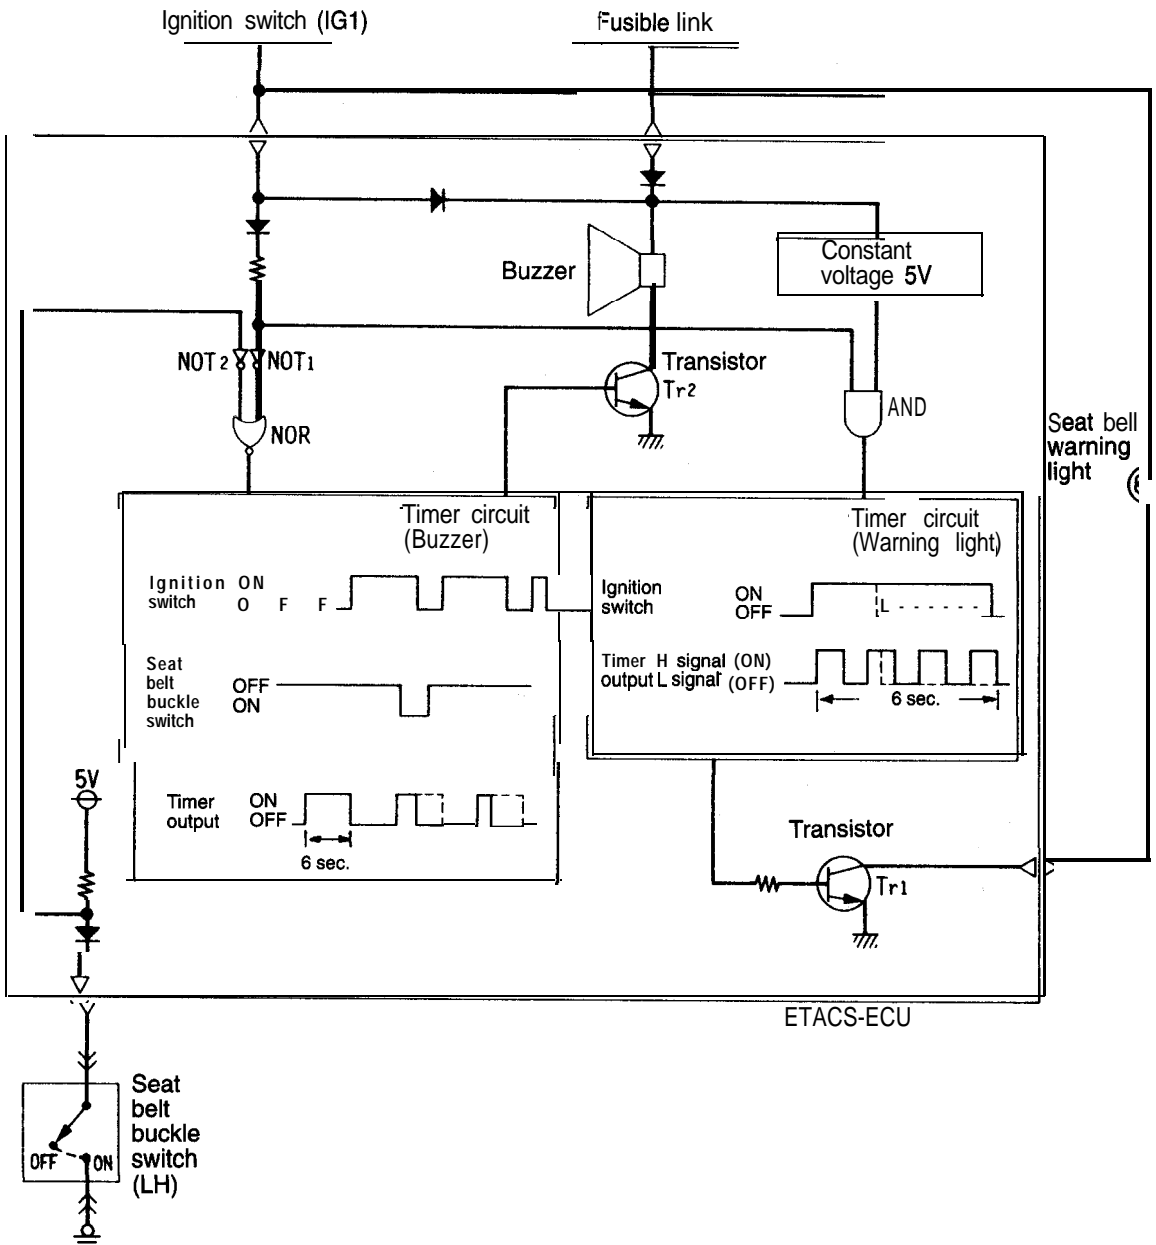 Ignition switch (IG1)
Fusible link
Buzzer
Constant
voltage 5V
NOT 2
NOT1
Transistor
Tr2
NOR
AND
Seat bell
warning
light
Timer circuit
(Buzzer)
Ignition ON
switch O F F
Seat
belt
buckle
switch
OFF
ON
Timer
output
ON
OFF
6 sec.
Timer circuit
(Warning light)
Ignition
switch
ON
OFF
L
Timer H signal (ON)
output L signal (OFF)
6 sec.
5V
Transistor
Tr1
ETACS-ECU
Seat
belt
buckle
switch
(LH)
OFF
ON